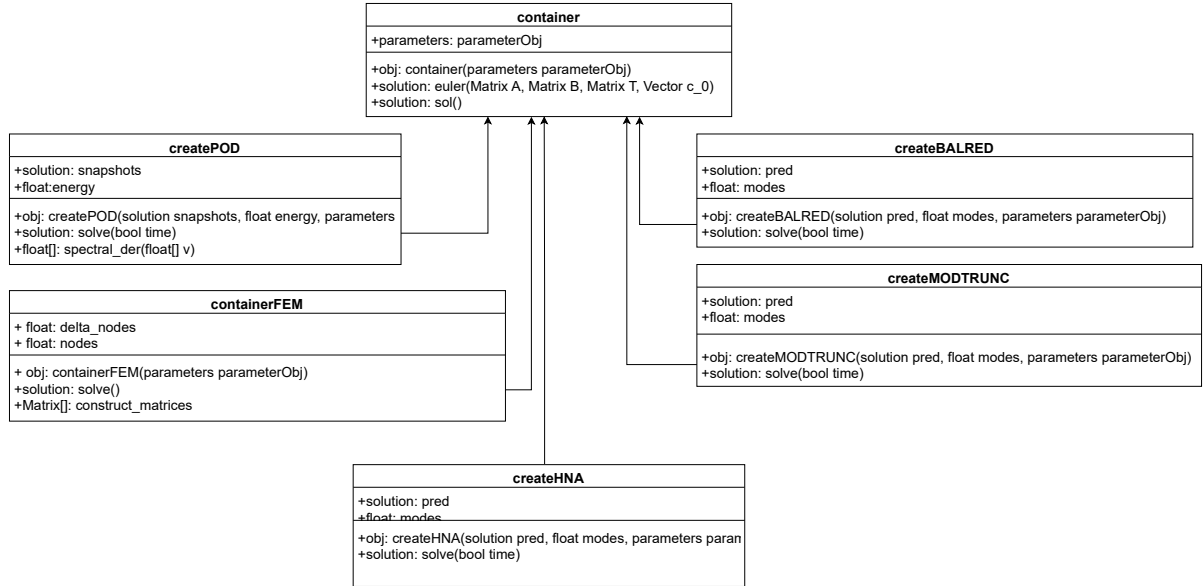 container
+parameters: parameterObj
+obj: container(parameters parameterObj)
+solution: euler(Matrix A, Matrix B, Matrix T, Vector c_0)
+solution: sol()
createPOD
+solution: snapshots
+float:energy
+obj: createPOD(solution snapshots, float energy, parameters
+solution: solve(bool time)
+float[]: spectral_der(float[] v)
createBALRED
+solution: pred
+float: modes
+obj: createBALRED(solution pred, float modes, parameters parameterObj)
+solution: solve(bool time)
containerFEM
+ float: delta_nodes
+ float: nodes
+ obj: containerFEM(parameters parameterObj)
+solution: solve()
+Matrix[]: construct_matrices
createMODTRUNC
+solution: pred
+float: modes
+obj: createMODTRUNC(solution pred, float modes, parameters parameterObj)
+solution: solve(bool time)
createHNA
+solution: pred
+float: modes
+obj: createHNA(solution pred, float modes, parameters param
+solution: solve(bool time)